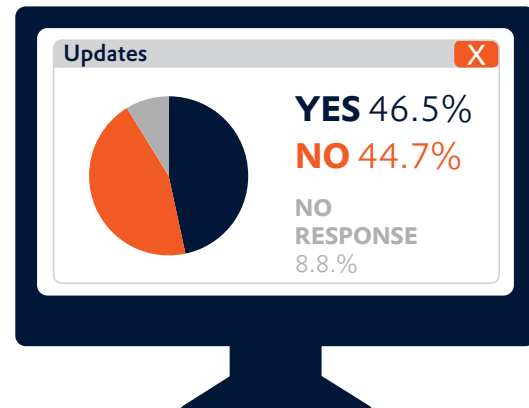 Updates
X
YES 46.5%
NO 44.7%
NO
RESPONSE
8.8.%